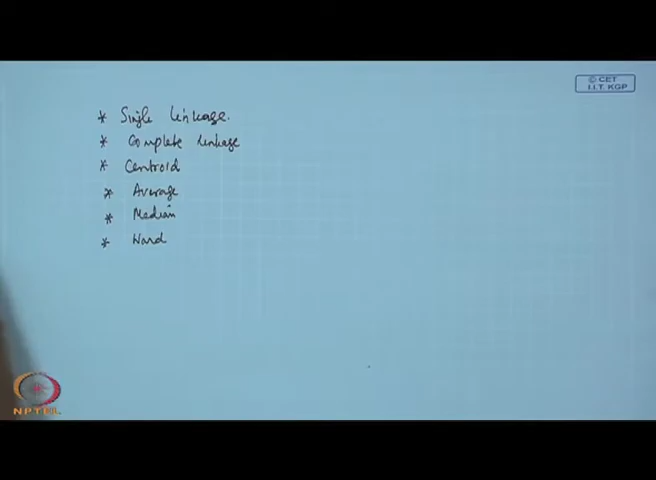 © CET
I.I.T. KGP
* Single linkage.
* Complete linkage
* Centroid
* Average
* Median
* Ward
NPTEL